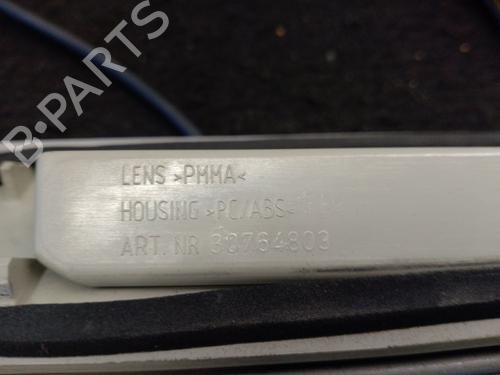 B-PARTS
LENS >PMMA<
HOUSING >PC/ABS<
ART. NR 30764803